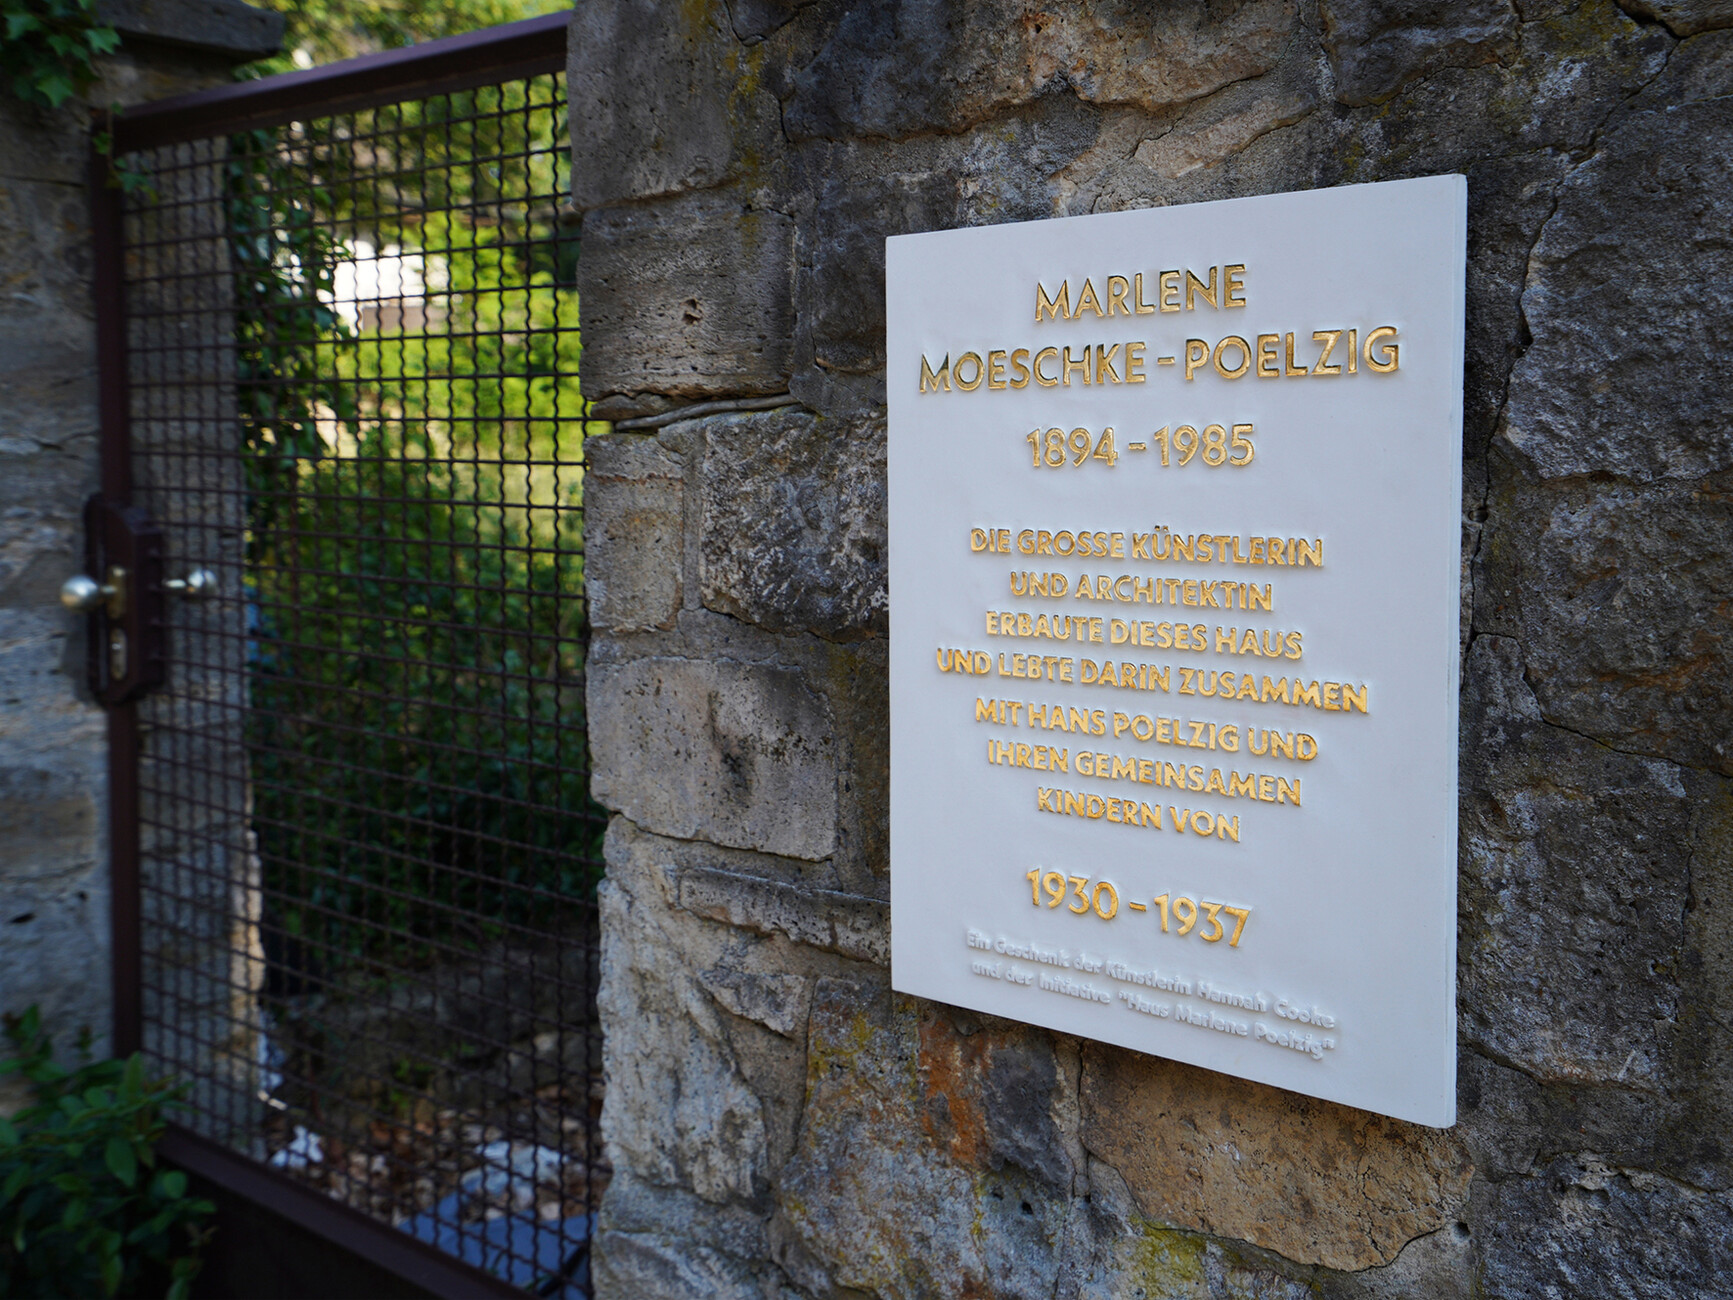 MARLENE
MOESCHKE-POELZIG
1894-1985
DIE GROSSE KÜNSTLERIN
UND ARCHITEKTIN
ERBAUTE DIESES HAUS
UND LEBTE DARIN ZUSAMMEN
MIT HANS POELZIG UND
IHREN GEMEINSAMEN
KINDERN VON
1930-1937
Ein Geschenk der Künstlerin Hannah Cooke
und der Initiative "Haus Marlene Poelzig"